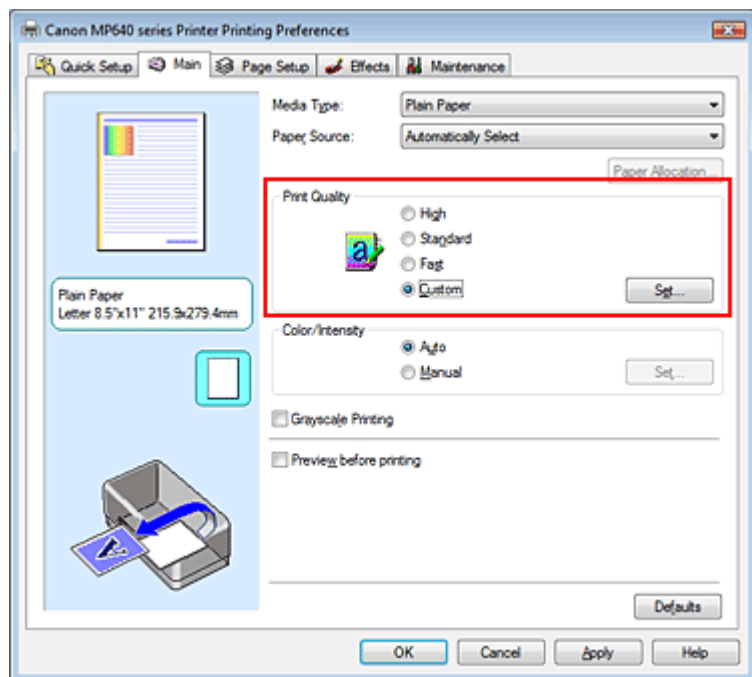 Canon MP640 series Printer Printing Preferences
Quick Setup Main Page Setup Effects Maintenance
Media Type: Plain Paper
Paper Source: Automatically Select
Paper Allocation...
Print Quality
High
Standard
a
Fast
Custom Set...
Plain Paper
Letter 8.5"x11" 215.9x279.4mm
Color/Intensity
Auto
Manual Set...
Grayscale Printing
Preview before printing
A
Defaults
OK Cancel Apply Help